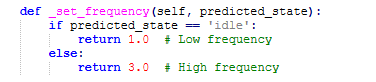 def _set_frequency(self, predicted_state):
    if predicted_state == 'idle':
        return 1.0  # Low frequency
    else:
        return 3.0  # High frequency